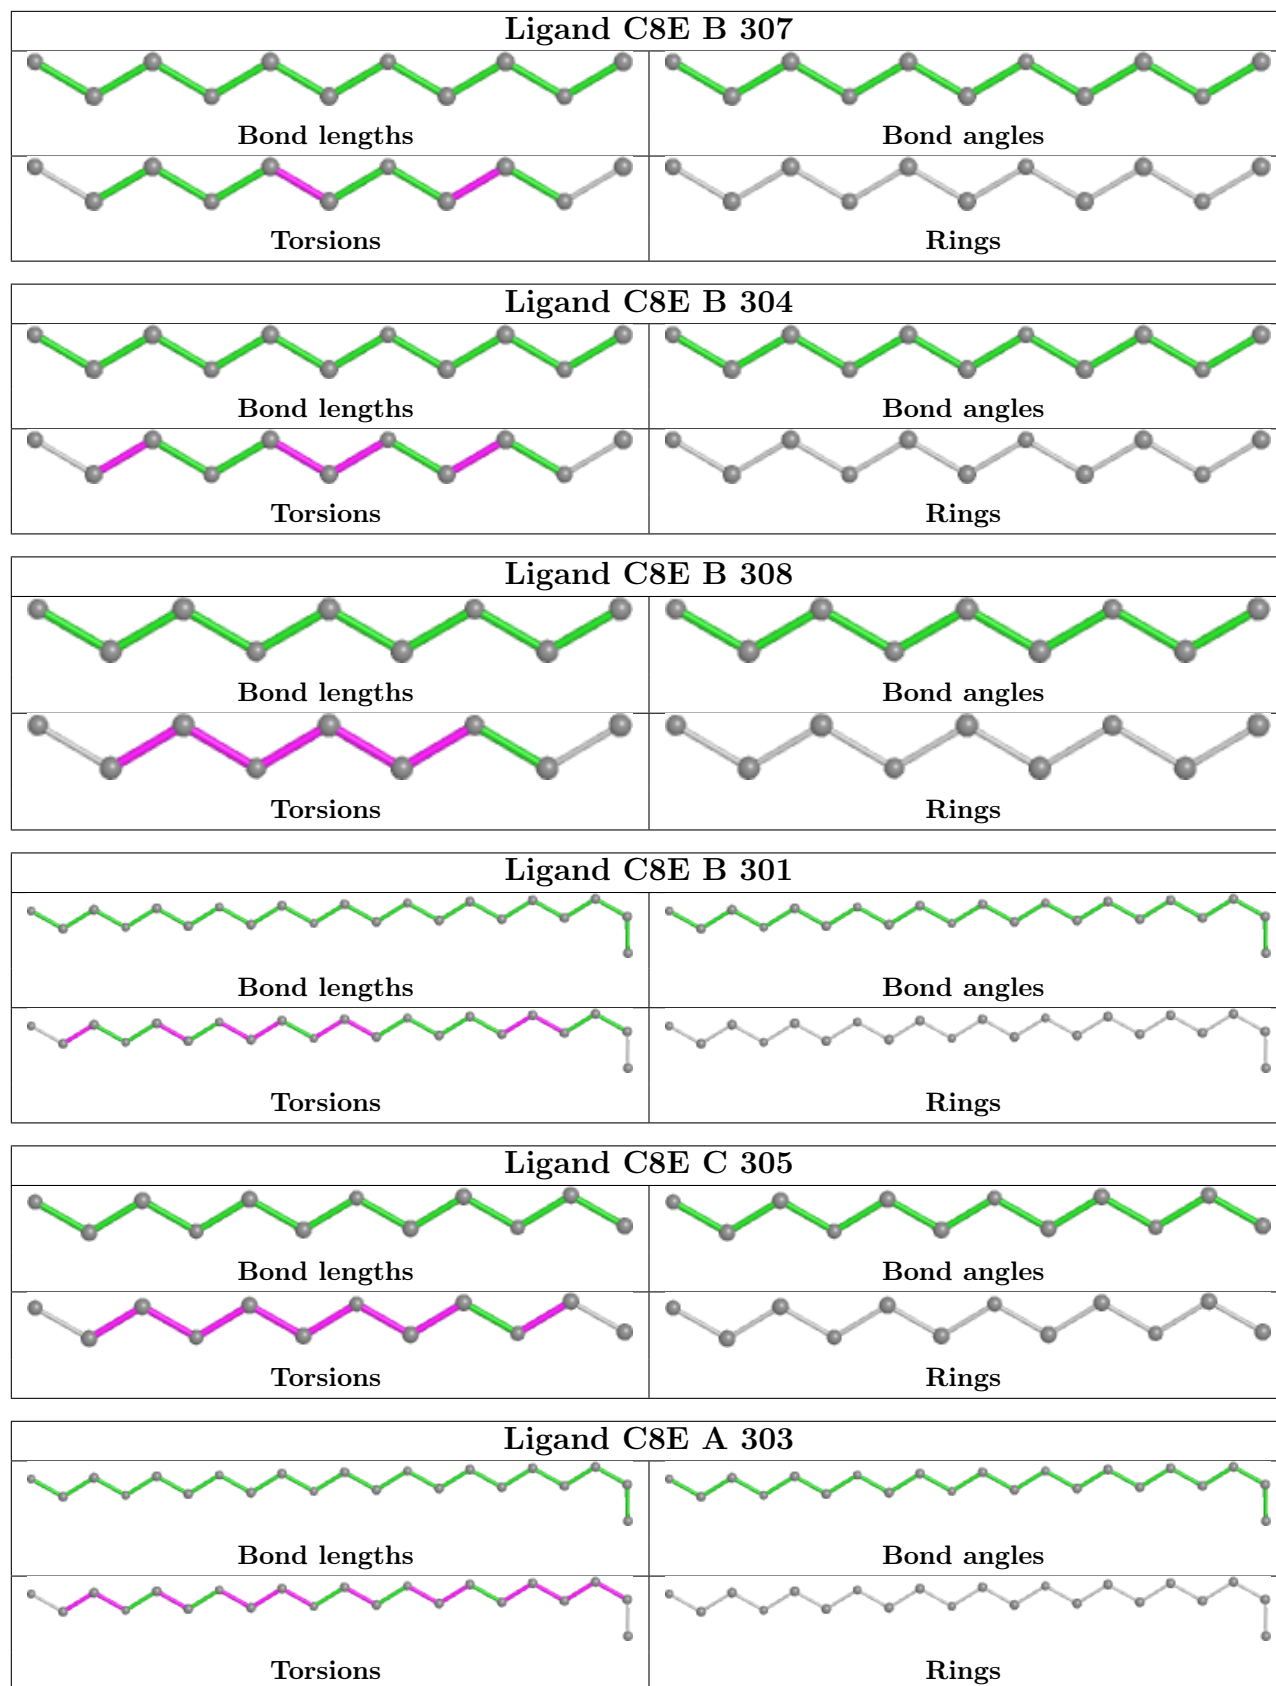 Ligand C8E B 307
Bond lengths Bond angles
Torsions Rings
Ligand C8E B 304
Bond lengths Bond angles
Torsions Rings
Ligand C8E B 308
Bond lengths Bond angles
Torsions Rings
Ligand C8E B 301
Bond lengths Bond angles
Torsions Rings
Ligand C8E C 305
Bond lengths Bond angles
Torsions Rings
Ligand C8E A 303
Bond lengths Bond angles
Torsions Rings